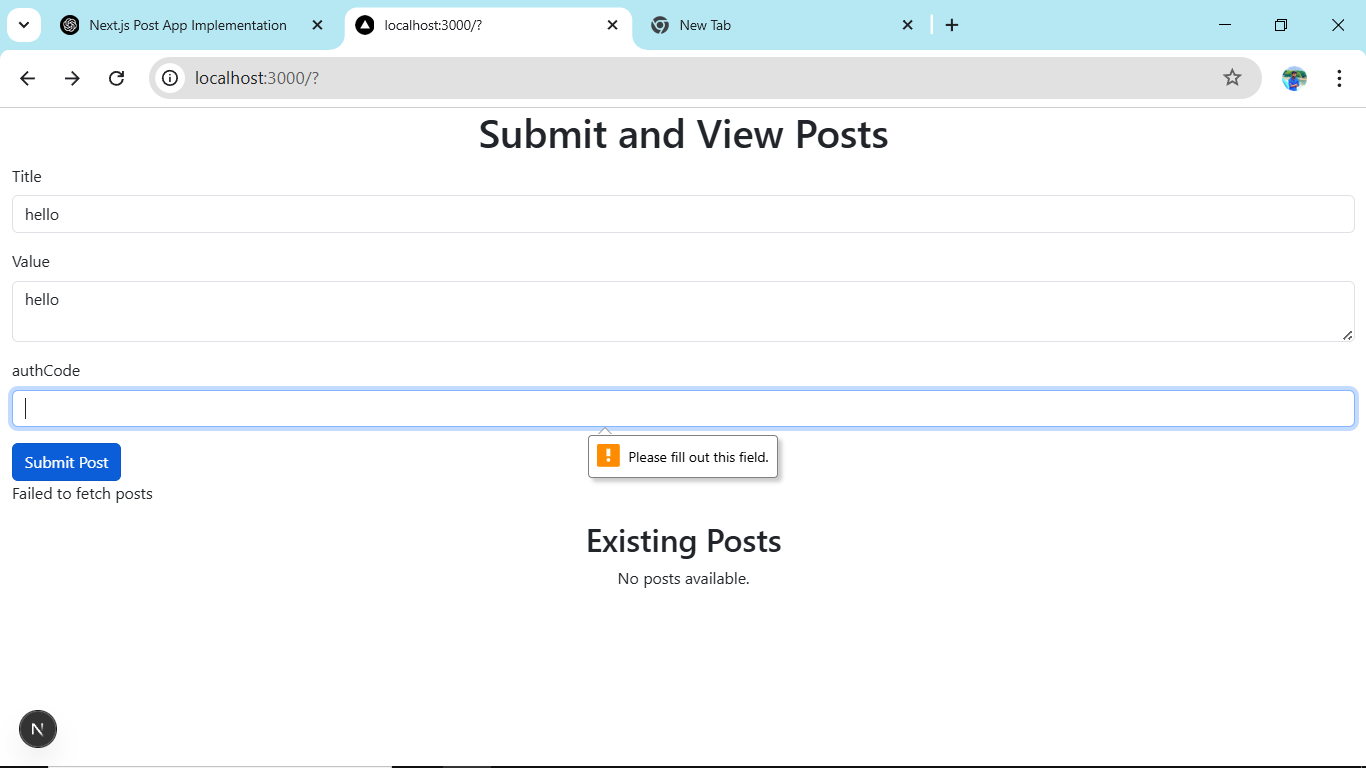 Next.js Post App Implementation
localhost:3000/?
New Tab
localhost:3000/?
Submit and View Posts
Title
hello
Value
hello
authCode
Submit Post
! Please fill out this field.
Failed to fetch posts
Existing Posts
No posts available.
N